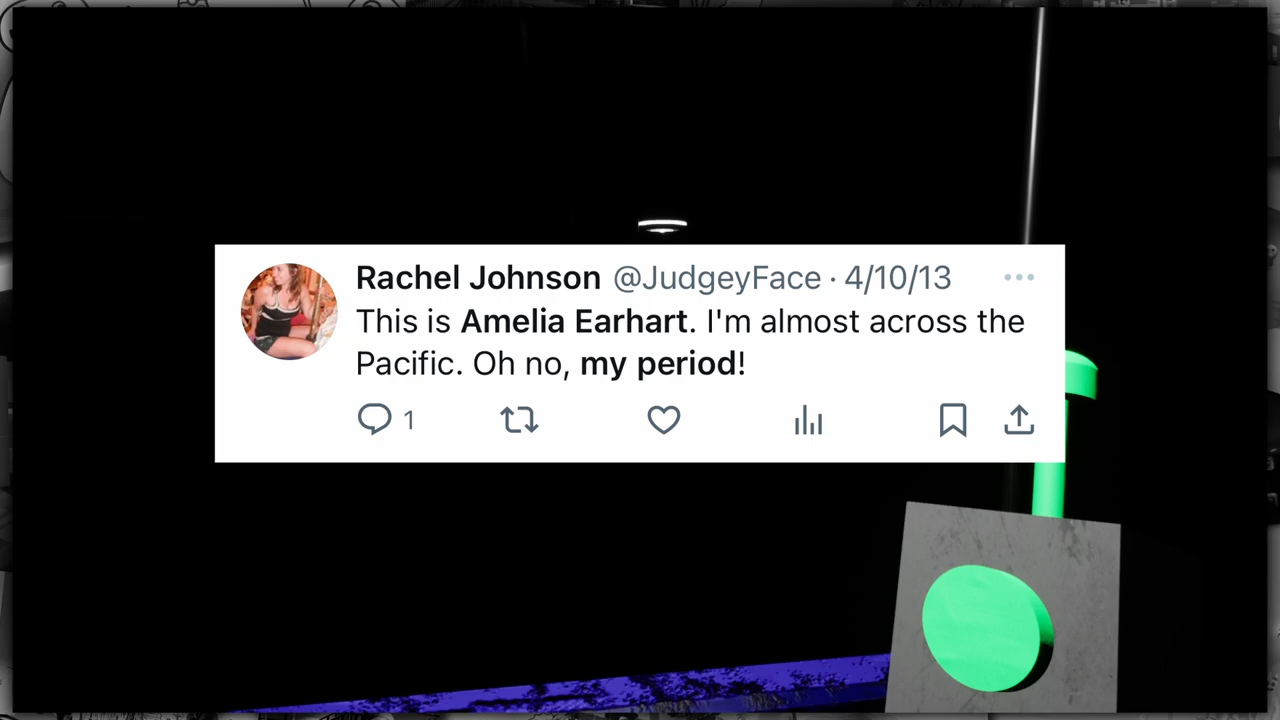 Rachel Johnson @JudgeyFace · 4/10/13
This is Amelia Earhart. I'm almost across the
Pacific. Oh no, my period!
1